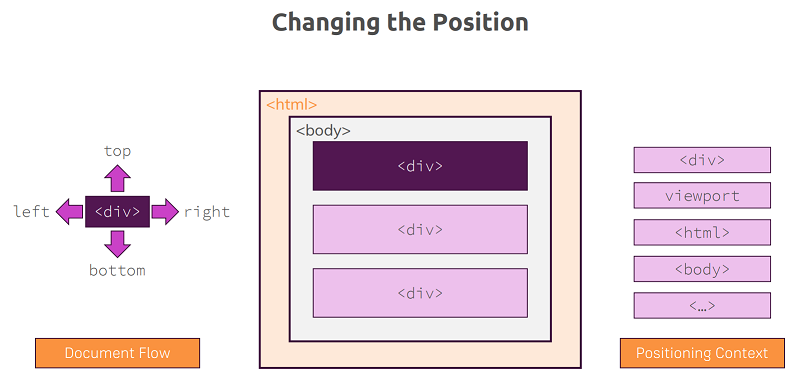 Changing the Position
top
left
<div>
right
bottom
Document Flow
<html>
<body>
<div>
<div>
<div>
<div>
viewport
<html>
<body>
<...>
Positioning Context